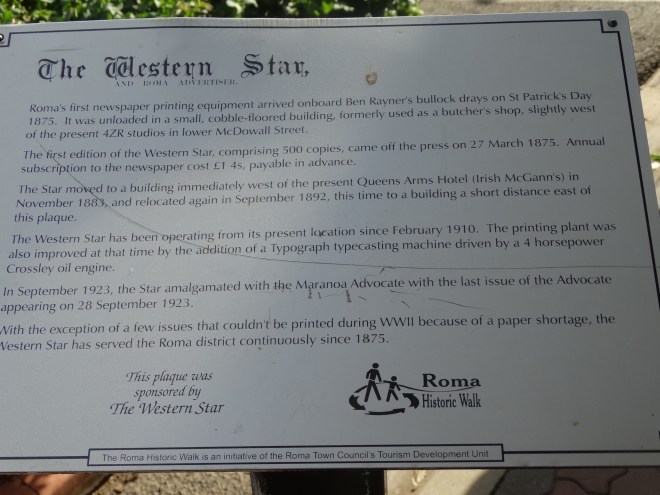 The Western Star,
AND ROMA ADVERTISER.
Roma's first newspaper printing equipment arrived onboard Ben Rayner's bullock drays on St Patrick's Day
1875. It was unloaded in a small, cobble-floored building, formerly used as a butcher's shop, slightly west
of the present 4ZR studios in lower McDowall Street.
The first edition of the Western Star, comprising 500 copies, came off the press on 27 March 1875. Annual
subscription to the newspaper cost £1 4s, payable in advance.
The Star moved to a building immediately west of the present Queens Arms Hotel (Irish McGann's) in
November 1883, and relocated again in September 1892, this time to a building a short distance east of
this plaque.
The Western Star has been operating from its present location since February 1910. The printing plant was
also improved at that time by the addition of a Typograph typecasting machine driven by a 4 horsepower
Crossley oil engine.
In September 1923, the Star amalgamated with the Maranoa Advocate with the last issue of the Advocate
appearing on 28 September 1923.
With the exception of a few issues that couldn't be printed during WWII because of a paper shortage, the
Western Star has served the Roma district continuously since 1875.
This plaque was
sponsored by
The Western Star
Roma
Historic Walk
The Roma Historic Walk is an initiative of the Roma Town Council's Tourism Development Unit